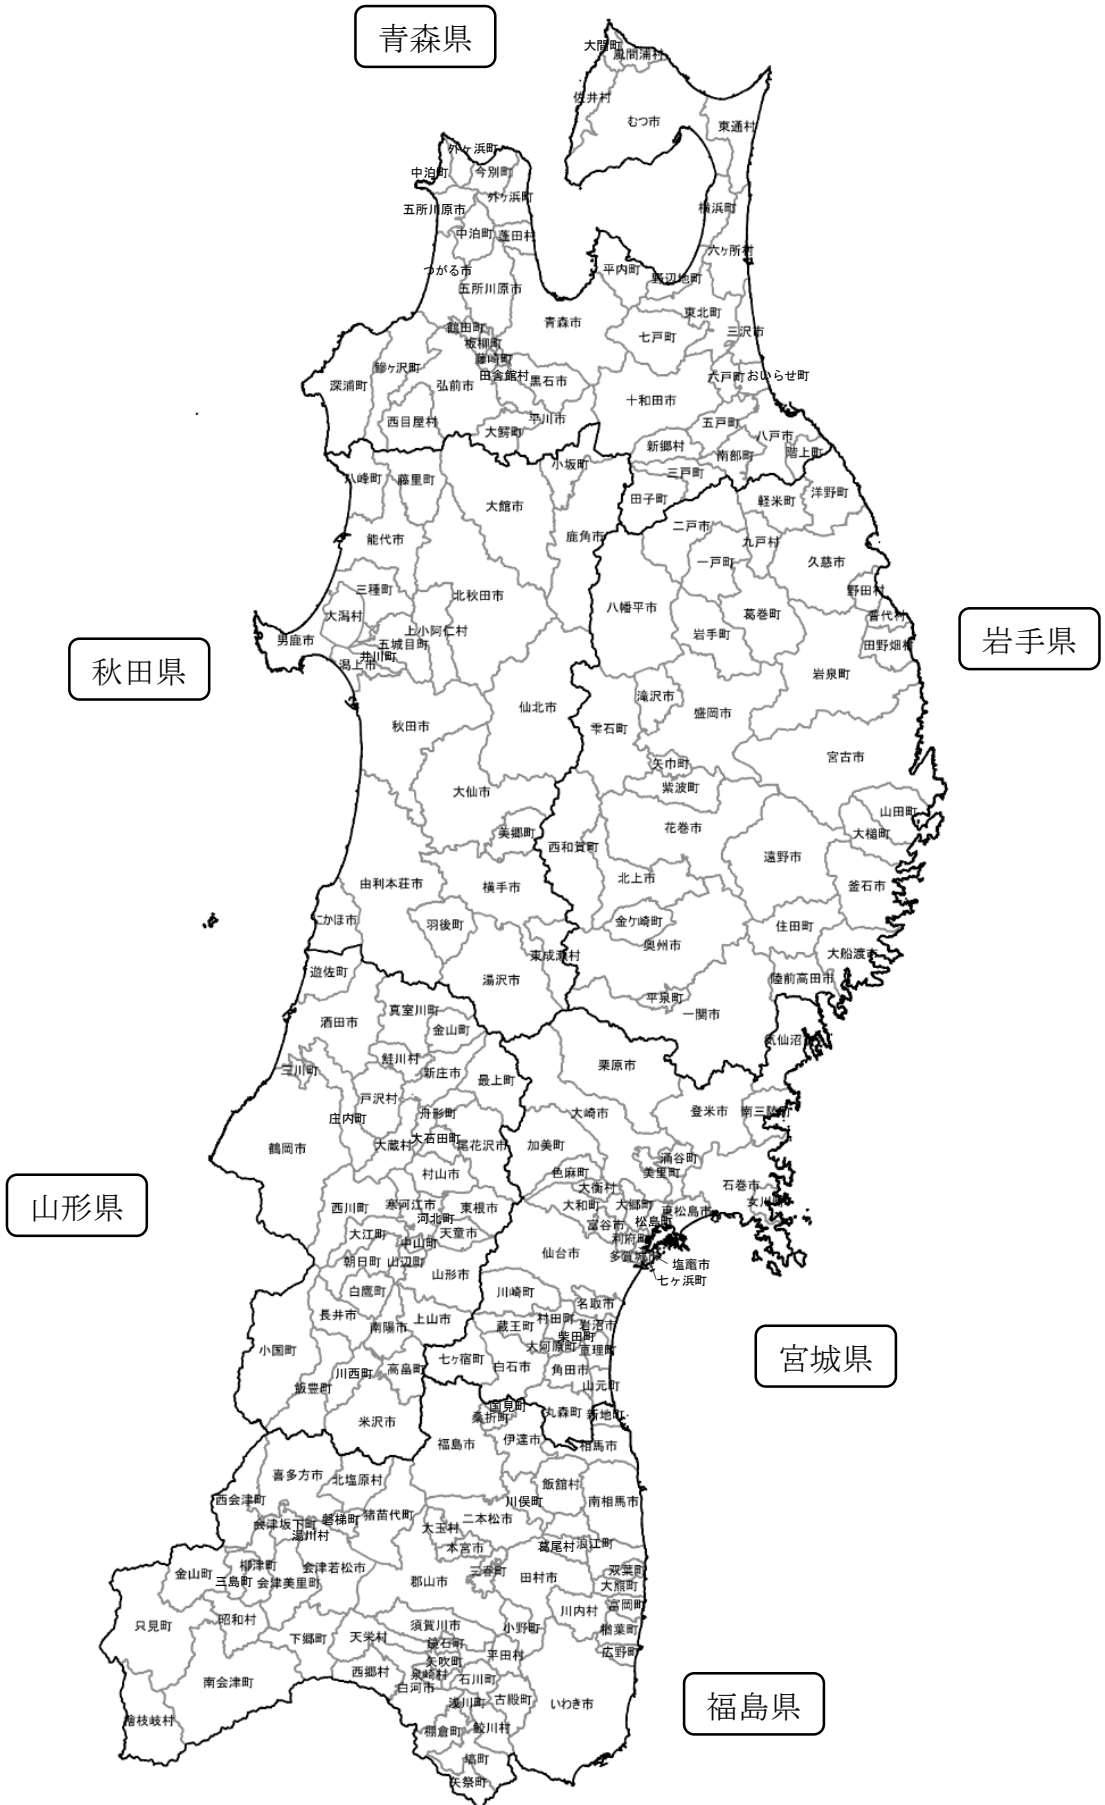 青森県
大間町
風間浦村
佐井村
むつ市
東通村
外ヶ浜町
中泊町
今別町
外ヶ浜町
五所川原市
横浜町
中泊町
蓬田村
六ヶ所村
つがる市
平内町
野辺地町
五所川原市
東北町
青森市
鶴田町
三沢市
七戸町
板柳町
藤崎町
鰺ヶ沢町
田舎館村
黒石市
六戸町
おいらせ町
深浦町
弘前市
十和田市
西目屋村
平川市
五戸町
大鰐町
八戸市
新郷村
南部町
階上町
小坂町
三戸町
八峰町
藤里町
田子町
軽米町
洋野町
大館市
二戸市
能代市
鹿角市
九戸村
一戸町
久慈市
三種町
北秋田市
野田村
大潟村
八幡平市
葛巻町
普代村
男鹿市
上小阿仁村
岩手町
五城目町
田野畑村
井川町
潟上市
岩手県
秋田県
岩泉町
滝沢市
仙北市
盛岡市
秋田市
雫石町
宮古市
矢巾町
大仙市
紫波町
山田町
美郷町
花巻市
大槌町
西和賀町
遠野市
由利本荘市
横手市
北上市
釜石市
にかほ市
羽後町
金ケ崎町
住田町
奥州市
東成瀬村
大船渡市
遊佐町
湯沢市
陸前高田市
平泉町
真室川町
一関市
酒田市
金山町
気仙沼市
鮭川村
三川町
新庄市
最上町
栗原市
戸沢村
庄内町
舟形町
大崎市
登米市
南三陸町
鶴岡市
大蔵村
大石田町
尾花沢市
加美町
涌谷町
村山市
色麻町
美里町
石巻市
山形県
大衡村
西川町
寒河江市
東根市
大和町
大郷町
女川町
河北町
東松島市
大江町
天童市
富谷市
松島町
中山町
利府町
朝日町
山辺町
仙台市
多賀城市
塩竈市
山形市
七ヶ浜町
白鷹町
川崎町
名取市
長井市
上山市
村田町
南陽市
蔵王町
岩沼市
柴田町
小国町
大河原町
亘理町
宮城県
川西町
高畠町
七ヶ宿町
白石市
角田市
飯豊町
山元町
米沢市
国見町
丸森町
新地町
桑折町
福島市
伊達市
相馬市
喜多方市
北塩原村
飯舘村
西会津町
川俣町
南相馬市
猪苗代町
会津坂下町
磐梯町
二本松市
湯川村
大玉村
本宮市
葛尾村
浪江町
金山町
柳津町
会津若松市
三春町
双葉町
三島町
会津美里町
郡山市
田村市
大熊町
昭和村
川内村
富岡町
只見町
須賀川市
小野町
楢葉町
下郷町
天栄村
鏡石町
広野町
矢吹町
平田村
西郷村
泉崎村
石川町
南会津町
白河市
浅川町
古殿町
いわき市
福島県
檜枝岐村
棚倉町
鮫川村
塙町
矢祭町